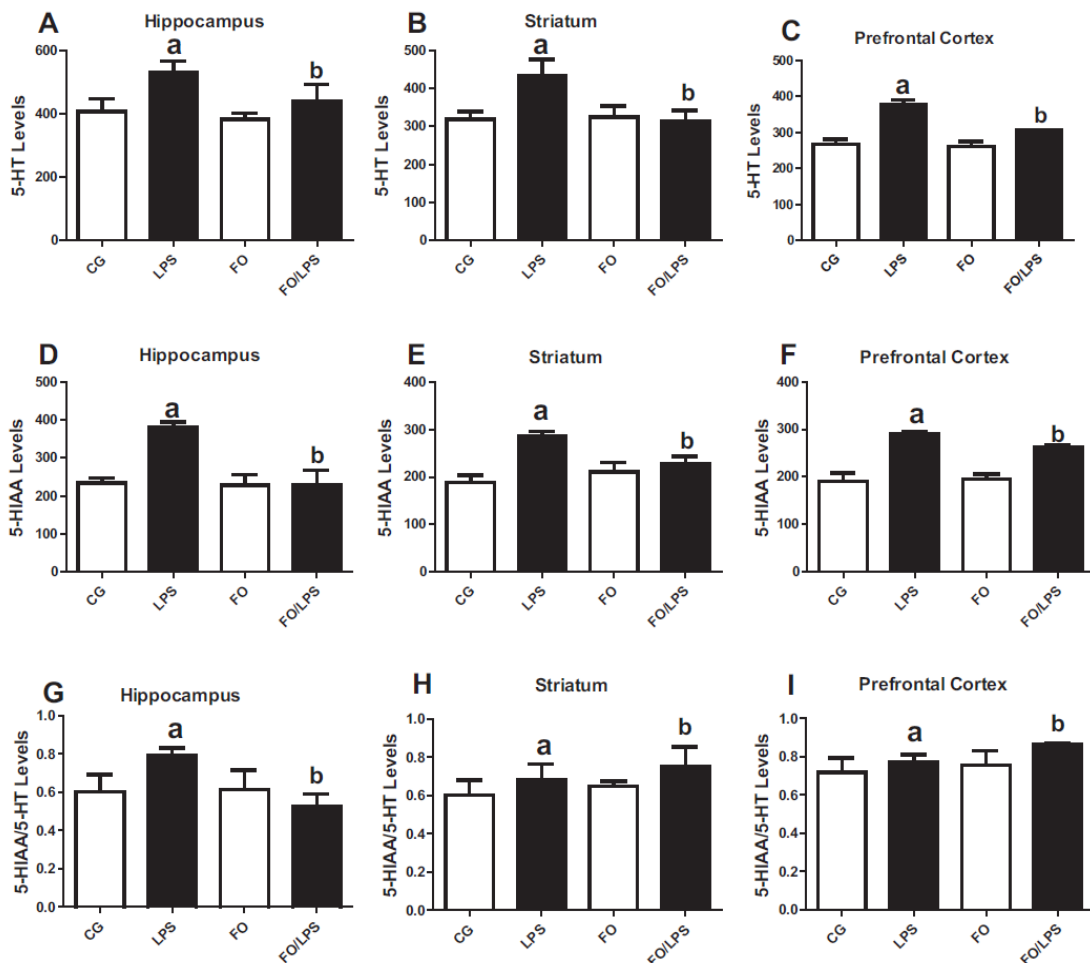 A
Hippocampus
5-HT Levels
600
400
200
0
a
b
CG
LPS
FO
FO/LPS
B
Striatum
5-HT Levels
500
400
300
200
100
0
a
b
CG
LPS
FO
FO/LPS
C
Prefrontal Cortex
5-HT Levels
500
400
300
200
100
0
a
b
CG
LPS
FO
FO/LPS
D
Hippocampus
5-HIAA Levels
500
400
300
200
100
0
a
b
CG
LPS
FO
FO/LPS
E
Striatum
5-HIAA Levels
400
300
200
100
0
a
b
CG
LPS
FO
FO/LPS
F
Prefrontal Cortex
5-HIAA Levels
400
300
200
100
0
a
b
CG
LPS
FO
FO/LPS
G
Hippocampus
5-HIAA/5-HT Levels
1.0
0.8
0.6
0.4
0.2
0.0
a
b
CG
LPS
FO
FO/LPS
H
Striatum
5-HIAA/5-HT Levels
1.0
0.8
0.6
0.4
0.2
0.0
a
b
CG
LPS
FO
FO/LPS
I
Prefrontal Cortex
5-HIAA/5-HT Levels
1.0
0.8
0.6
0.4
0.2
0.0
a
b
CG
LPS
FO
FO/LPS